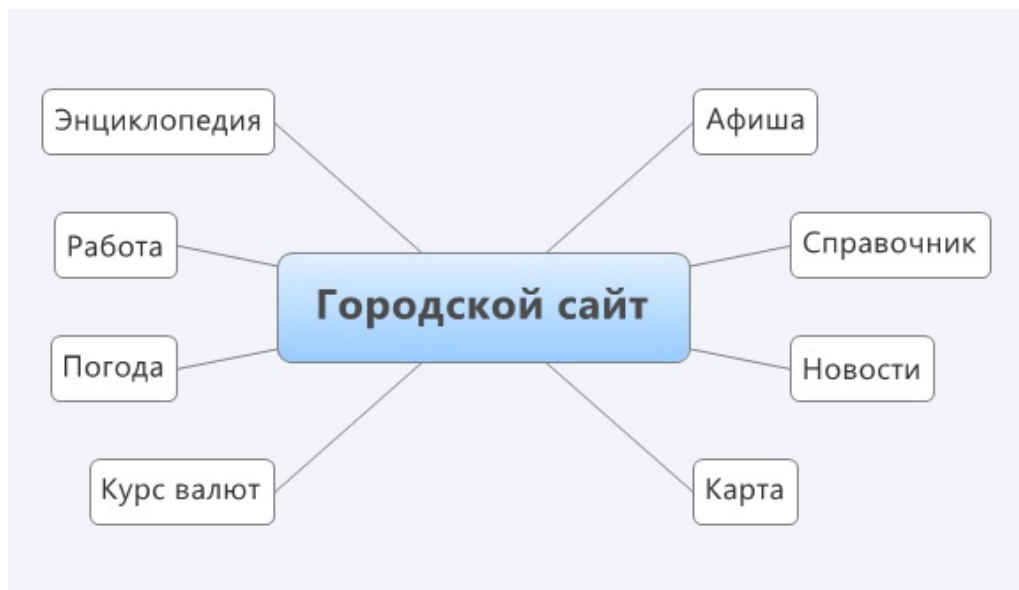 Энциклопедия
Афиша
Работа
Справочник
Городской сайт
Погода
Новости
Курс валют
Карта